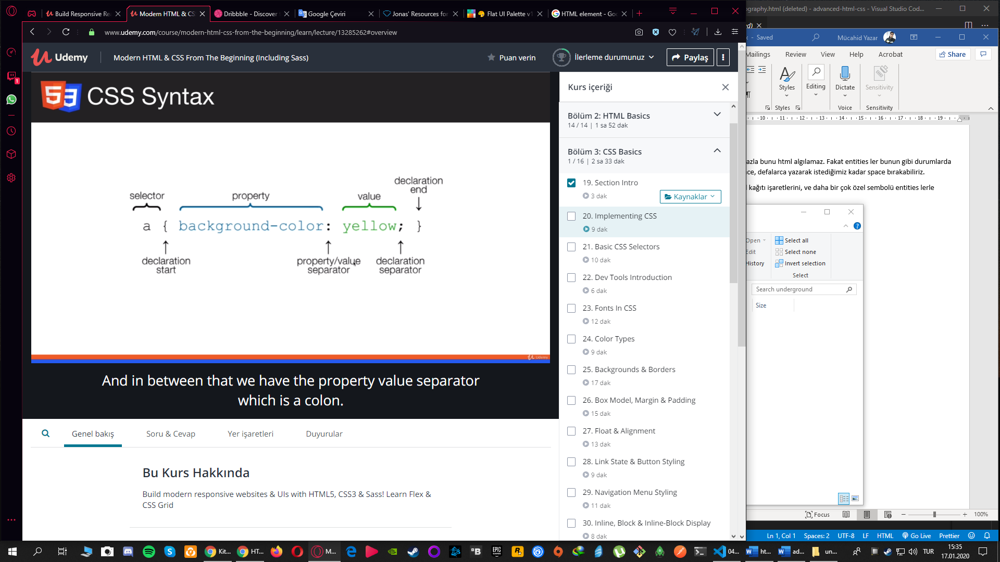 Build Responsive Re
Modern HTML & CS
Dribbble - Discover
Google Çeviri
Jonas' Resources for
Flat UI Palette v1
HTML element - Goo
ography.html (deleted) - advanced-html-css - Visual Studio Cod...
www.udemy.com/course/modern-html-css-from-the-beginning/learn/lecture/13285262#overview
- Saved
Mücahid Yazar
Udemy
Modern HTML & CSS From The Beginning (Including Sass)
Puan verin
İlerleme durumunuz
Paylaş
Mailings
Review
View
Help
Acrobat
Share
Styles
Editing
Dictate
Sensitivity
Styles
Voice
Sensitivity
1
CSS Syntax
selector
property
value
declaration
end
a { background-color: yellow; }
declaration
start
property/value
separator
declaration
separator
Udemy
And in between that we have the property value separator
which is a colon.
Kurs içeriği
Bölüm 2: HTML Basics
14 / 14 | 1 sa 52 dak
Bölüm 3: CSS Basics
1 / 16 | 2 sa 33 dak
19. Section Intro
3 dak
Kaynaklar
20. Implementing CSS
9 dak
21. Basic CSS Selectors
10 dak
22. Dev Tools Introduction
6 dak
23. Fonts In CSS
12 dak
24. Color Types
9 dak
25. Backgrounds & Borders
17 dak
26. Box Model, Margin & Padding
15 dak
27. Float & Alignment
13 dak
28. Link State & Button Styling
9 dak
29. Navigation Menu Styling
11 dak
30. Inline, Block & Inline-Block Display
8 dak
Genel bakış
Soru & Cevap
Yer işaretleri
Duyurular
Bu Kurs Hakkında
Build modern responsive websites & UIs with HTML5, CSS3 & Sass! Learn Flex &
CSS Grid
10 11 12 13 14 15 16 17 18 19
azla bunu html algılamaz. Fakat entities ler bunun gibi durumlarda
ce, defalarca yazarak istediğimiz kadar space bırakabiliriz.
kağıtı işaretlerini, ve daha bir çok özel sembolü entities lerle
Open
Edit
History
Select all
Select none
Invert selection
Select
Search underground
Size
Focus
100%
Ln 1, Col 1
Spaces: 2
UTF-8
LF
HTML
Go Live
Prettier
Kit...
HT...
M...
04...
ht...
ad...
un...
TUR
15:35
17.01.2020